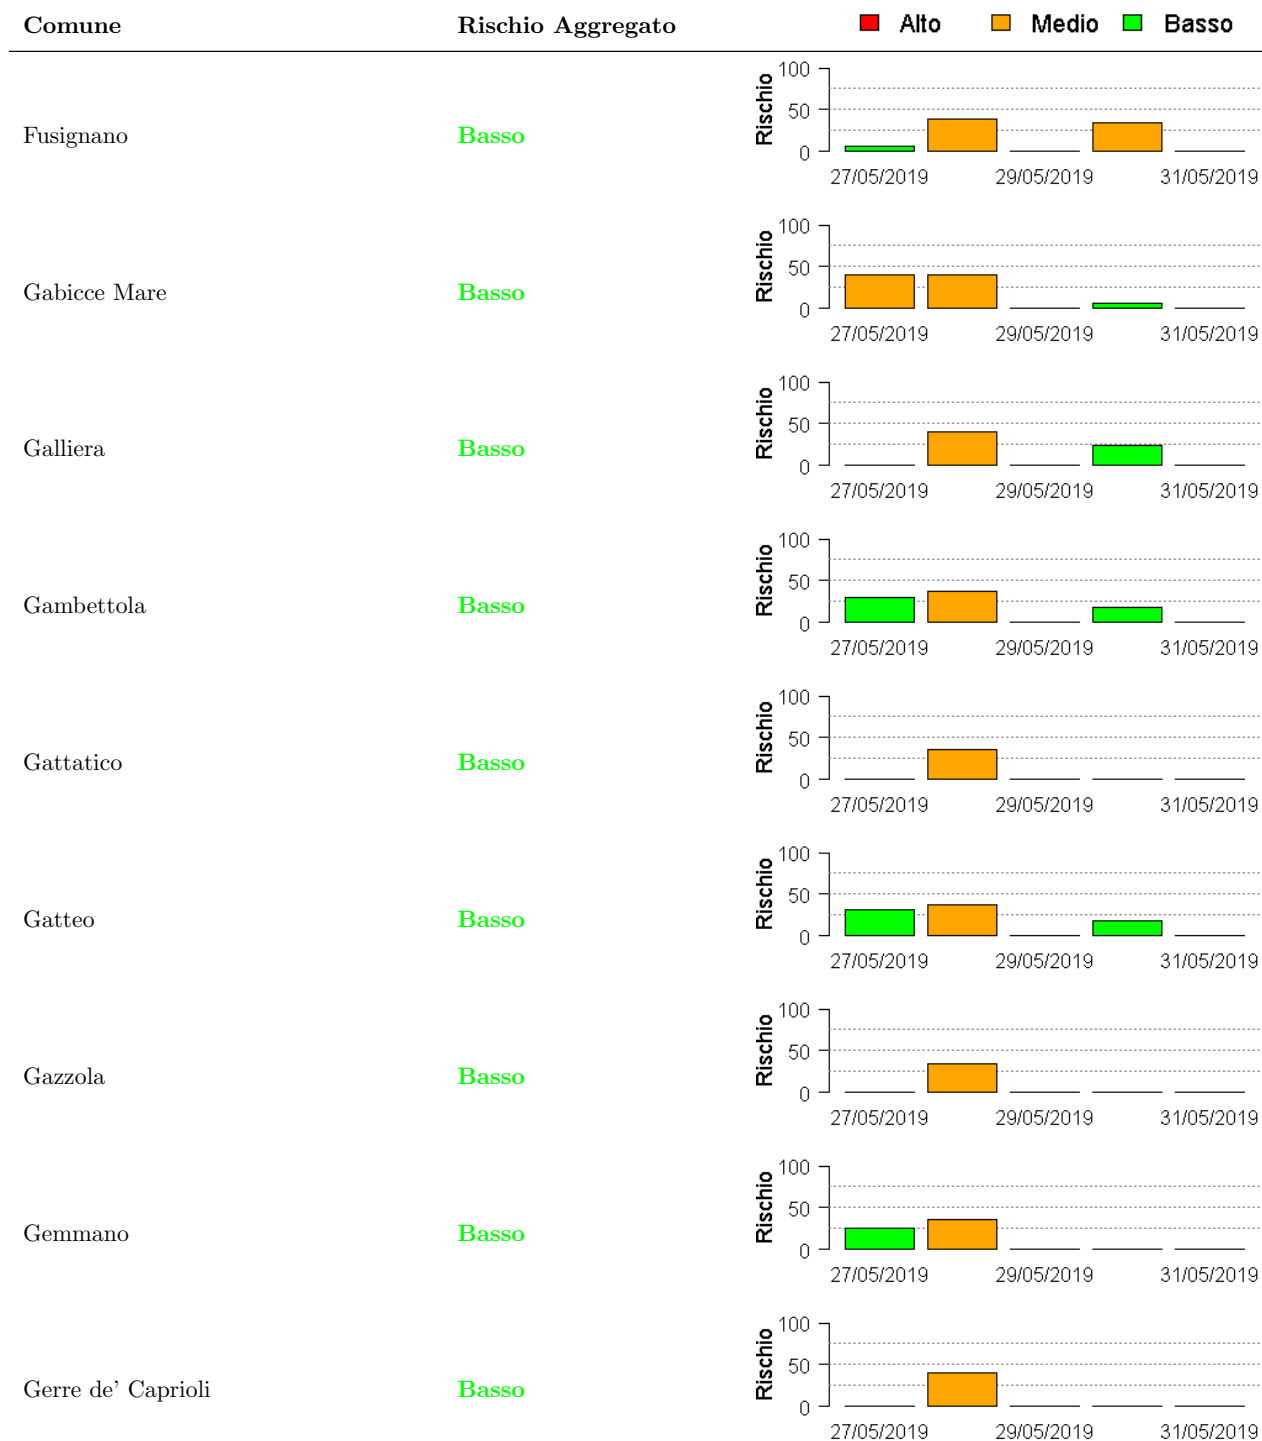 Comune Rischio Aggregato Alto Medio Basso
Fusignano Basso Rischio 0 50 100
27/05/2019 29/05/2019 31/05/2019
Gabicce Mare Basso Rischio 0 50 100
27/05/2019 29/05/2019 31/05/2019
Galliera Basso Rischio 0 50 100
27/05/2019 29/05/2019 31/05/2019
Gambettola Basso Rischio 0 50 100
27/05/2019 29/05/2019 31/05/2019
Gattatico Basso Rischio 0 50 100
27/05/2019 29/05/2019 31/05/2019
Gatteo Basso Rischio 0 50 100
27/05/2019 29/05/2019 31/05/2019
Gazzola Basso Rischio 0 50 100
27/05/2019 29/05/2019 31/05/2019
Gemmano Basso Rischio 0 50 100
27/05/2019 29/05/2019 31/05/2019
Gerre de' Caprioli Basso Rischio 0 50 100
27/05/2019 29/05/2019 31/05/2019